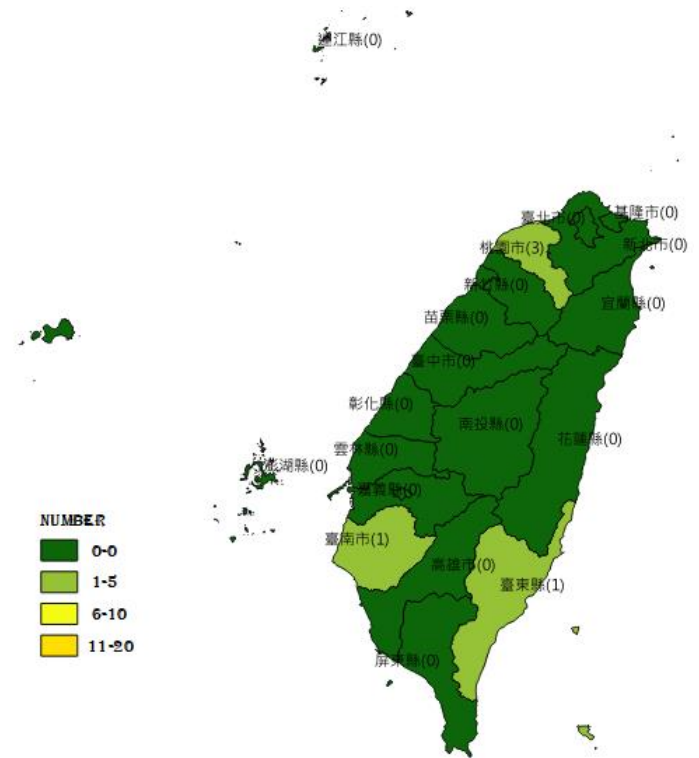 連江縣(0)
臺北市(0)
基隆市(0)
桃園市(3)
新北市(0)
新竹縣(0)
宜蘭縣(0)
苗栗縣(0)
臺中市(0)
彰化縣(0)
南投縣(0)
花蓮縣(0)
雲林縣(0)
澎湖縣(0)
嘉義縣(0)
臺南市(1)
高雄市(0)
臺東縣(1)
屏東縣(0)
NUMBER
0-0
1-5
6-10
11-20